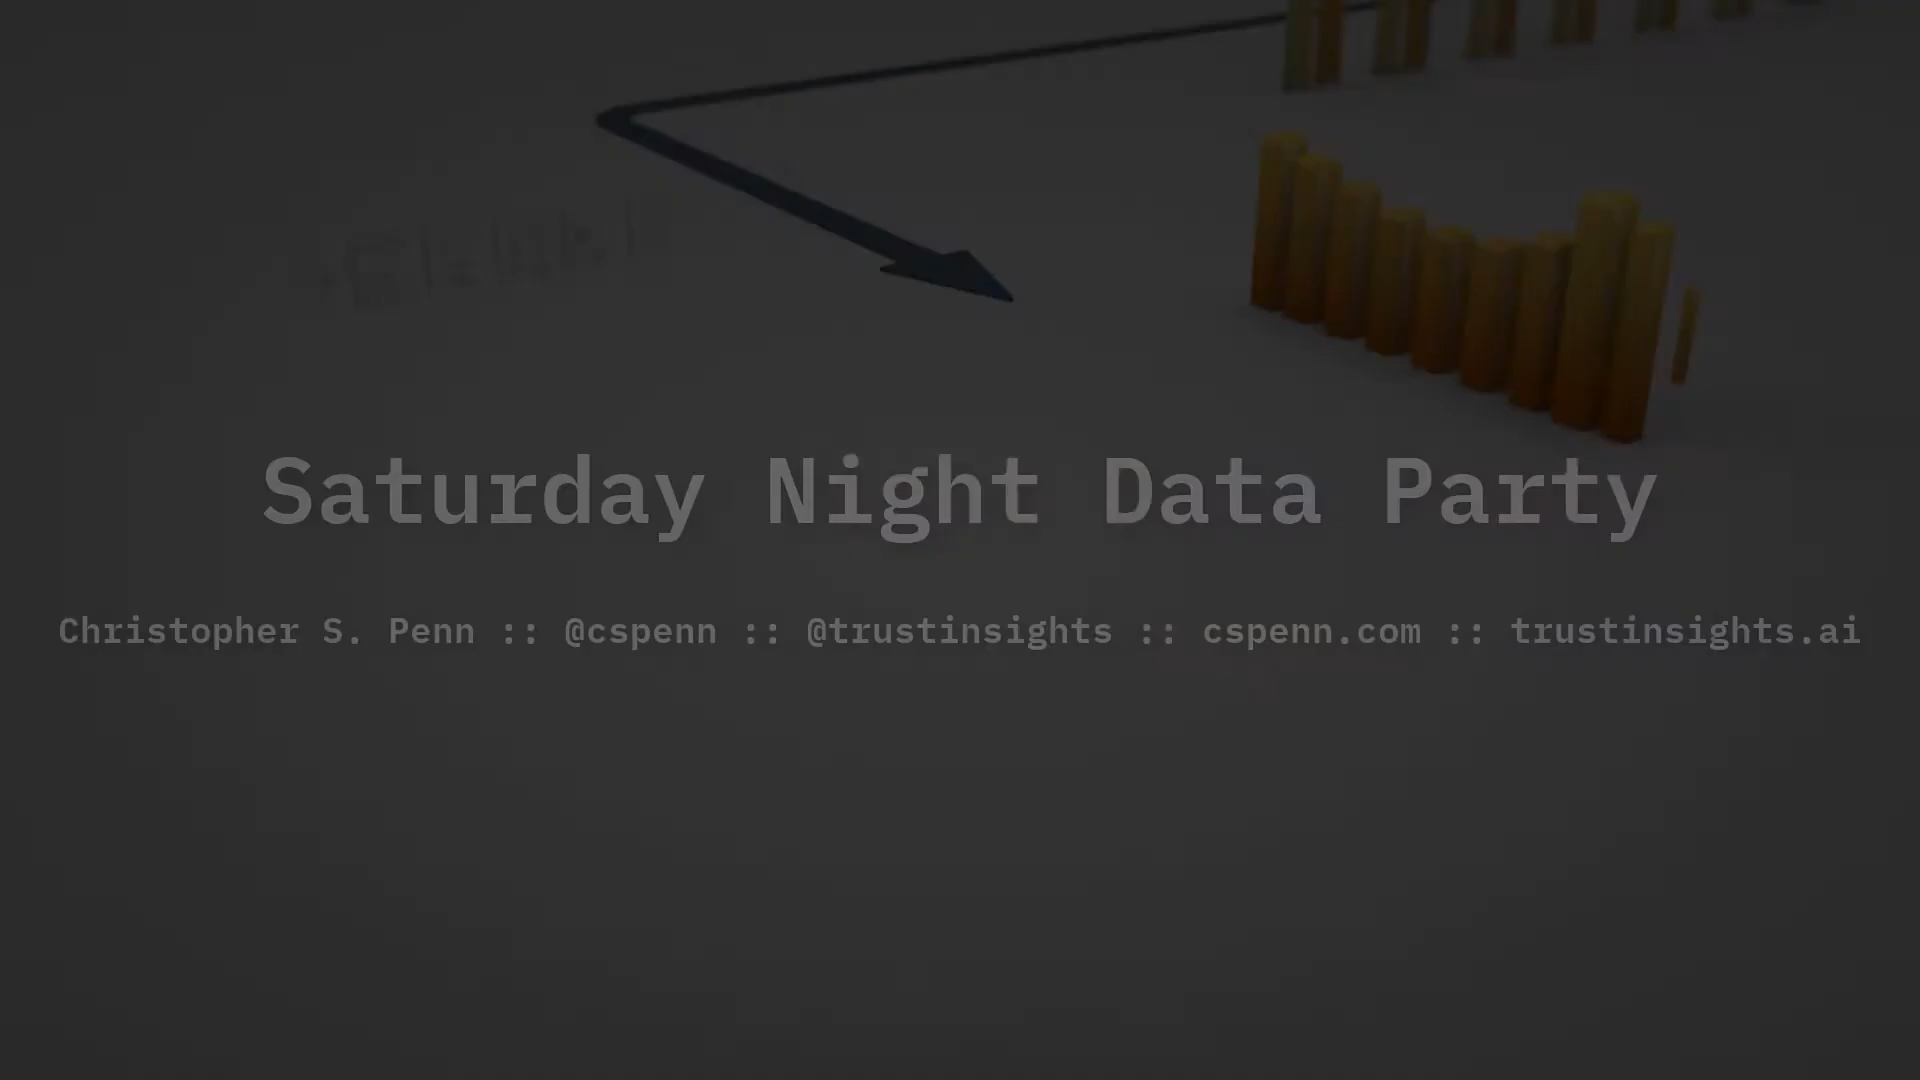 Saturday Night Data Party
Christopher S. Penn :: @cspenn :: @trustinsights :: cspenn.com :: trustinsights.ai